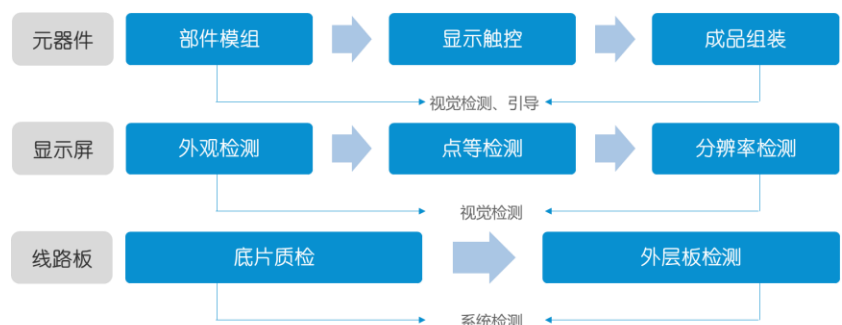 元器件 部件模组 显示触控 成品组装
视觉检测、引导
显示屏 外观检测 点等检测 分辨率检测
视觉检测
线路板 底片质检 外层板检测
系统检测